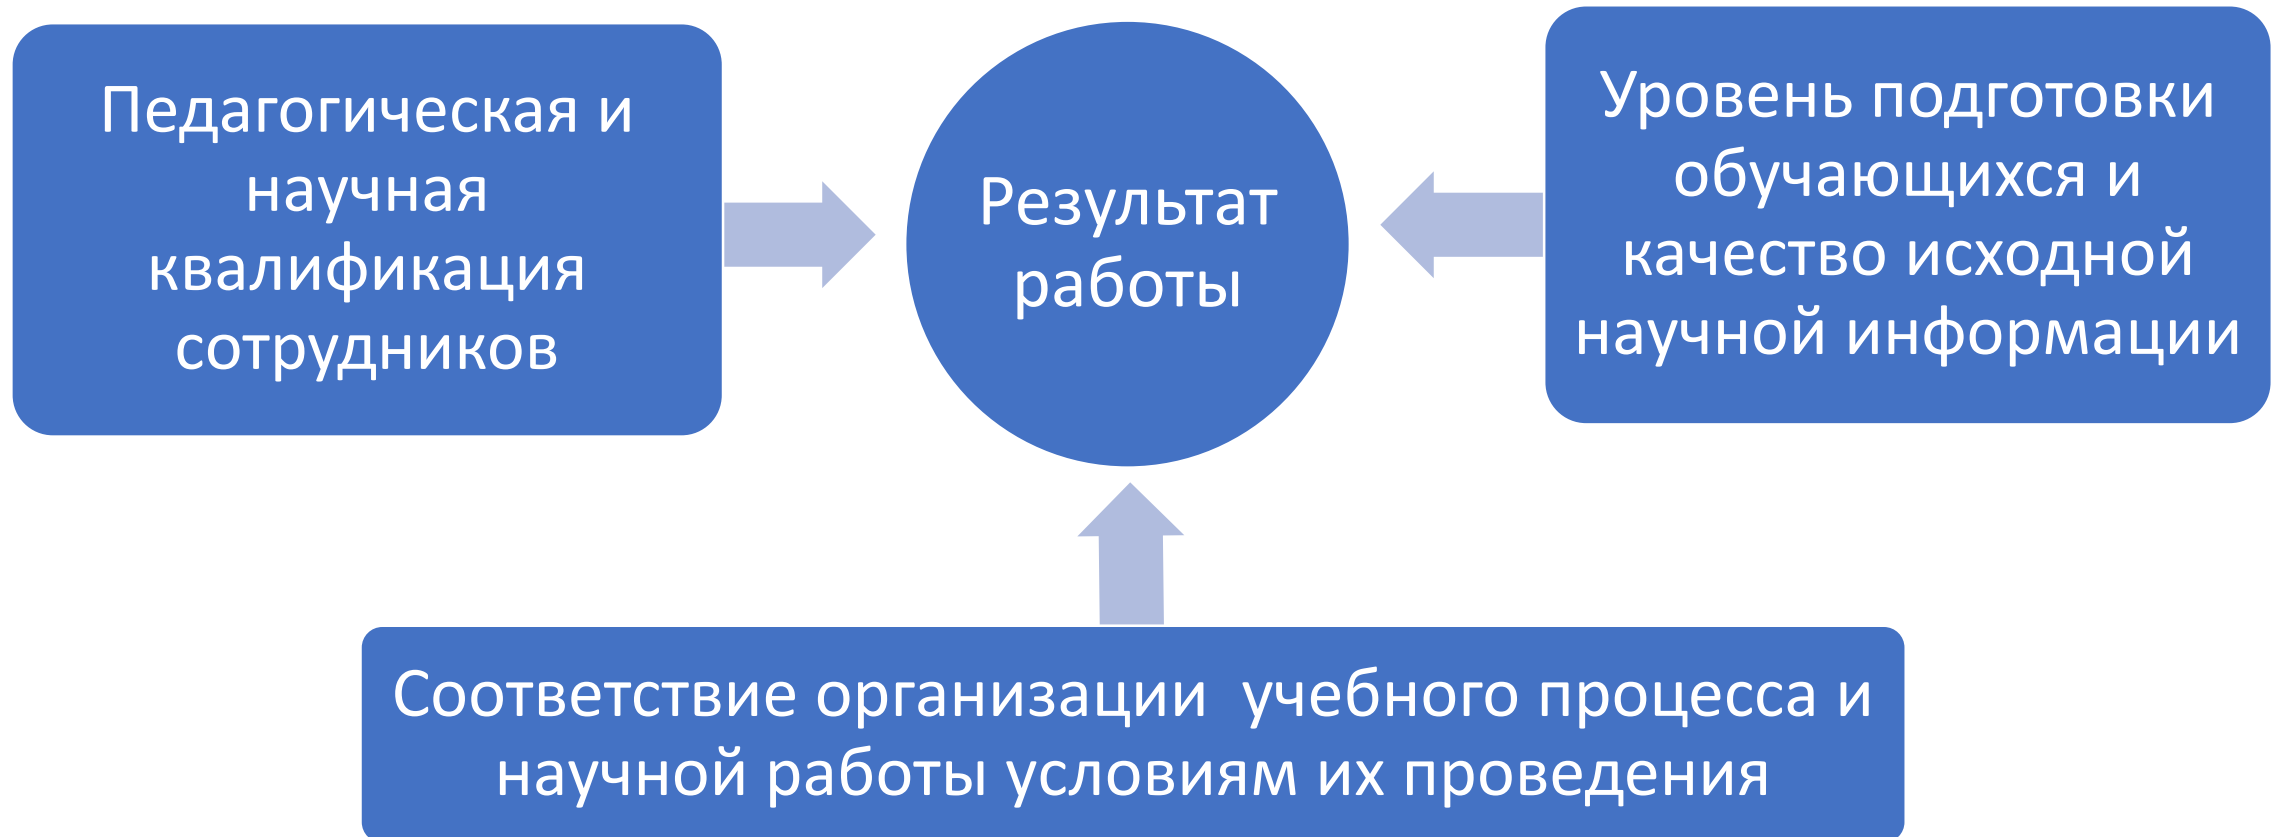 Педагогическая и
научная
квалификация
сотрудников
Результат
работы
Уровень подготовки
обучающихся и
качество исходной
научной информации
Соответствие организации  учебного процесса и
научной работы условиям их проведения